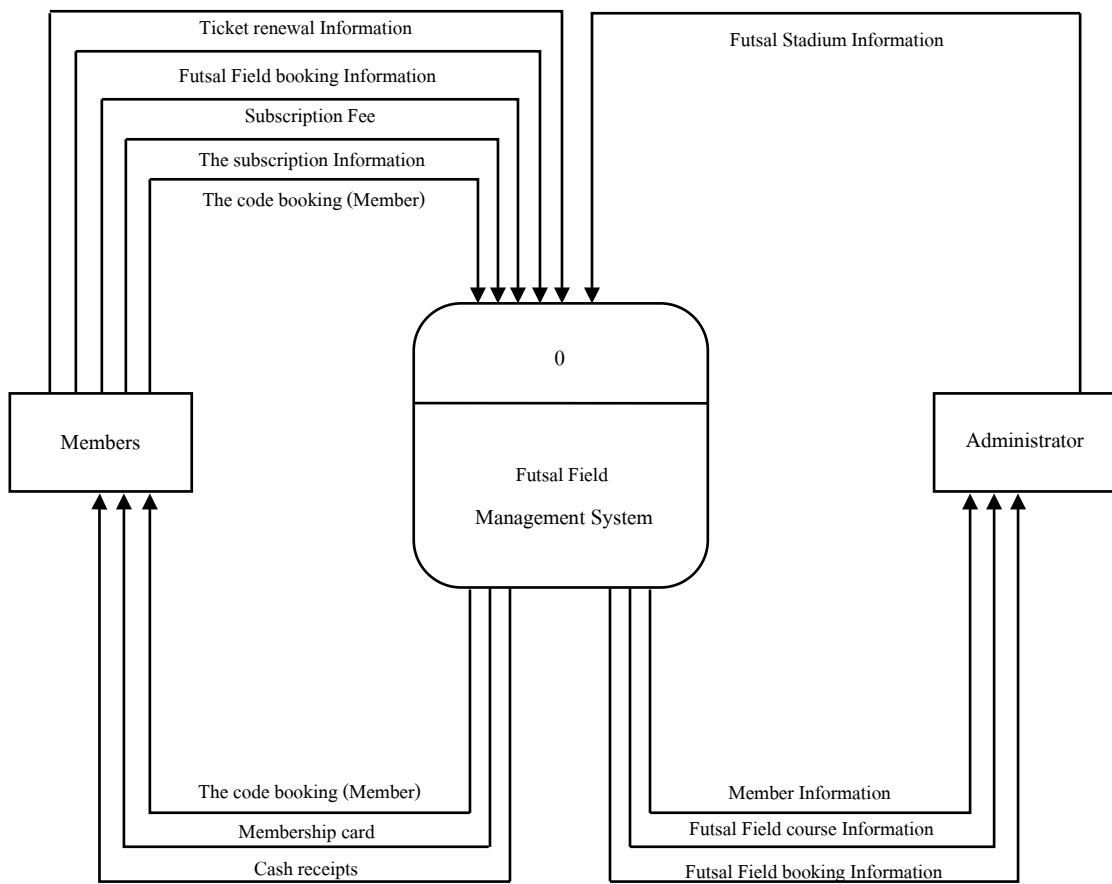 Ticket renewal Information
Futsal Stadium Information
Futsal Field booking Information
Subscription Fee
The subscription Information
The code booking (Member)
0
Members
Administrator
Futsal Field
Management System
The code booking (Member)
Member Information
Membership card
Futsal Field course Information
Cash receipts
Futsal Field booking Information